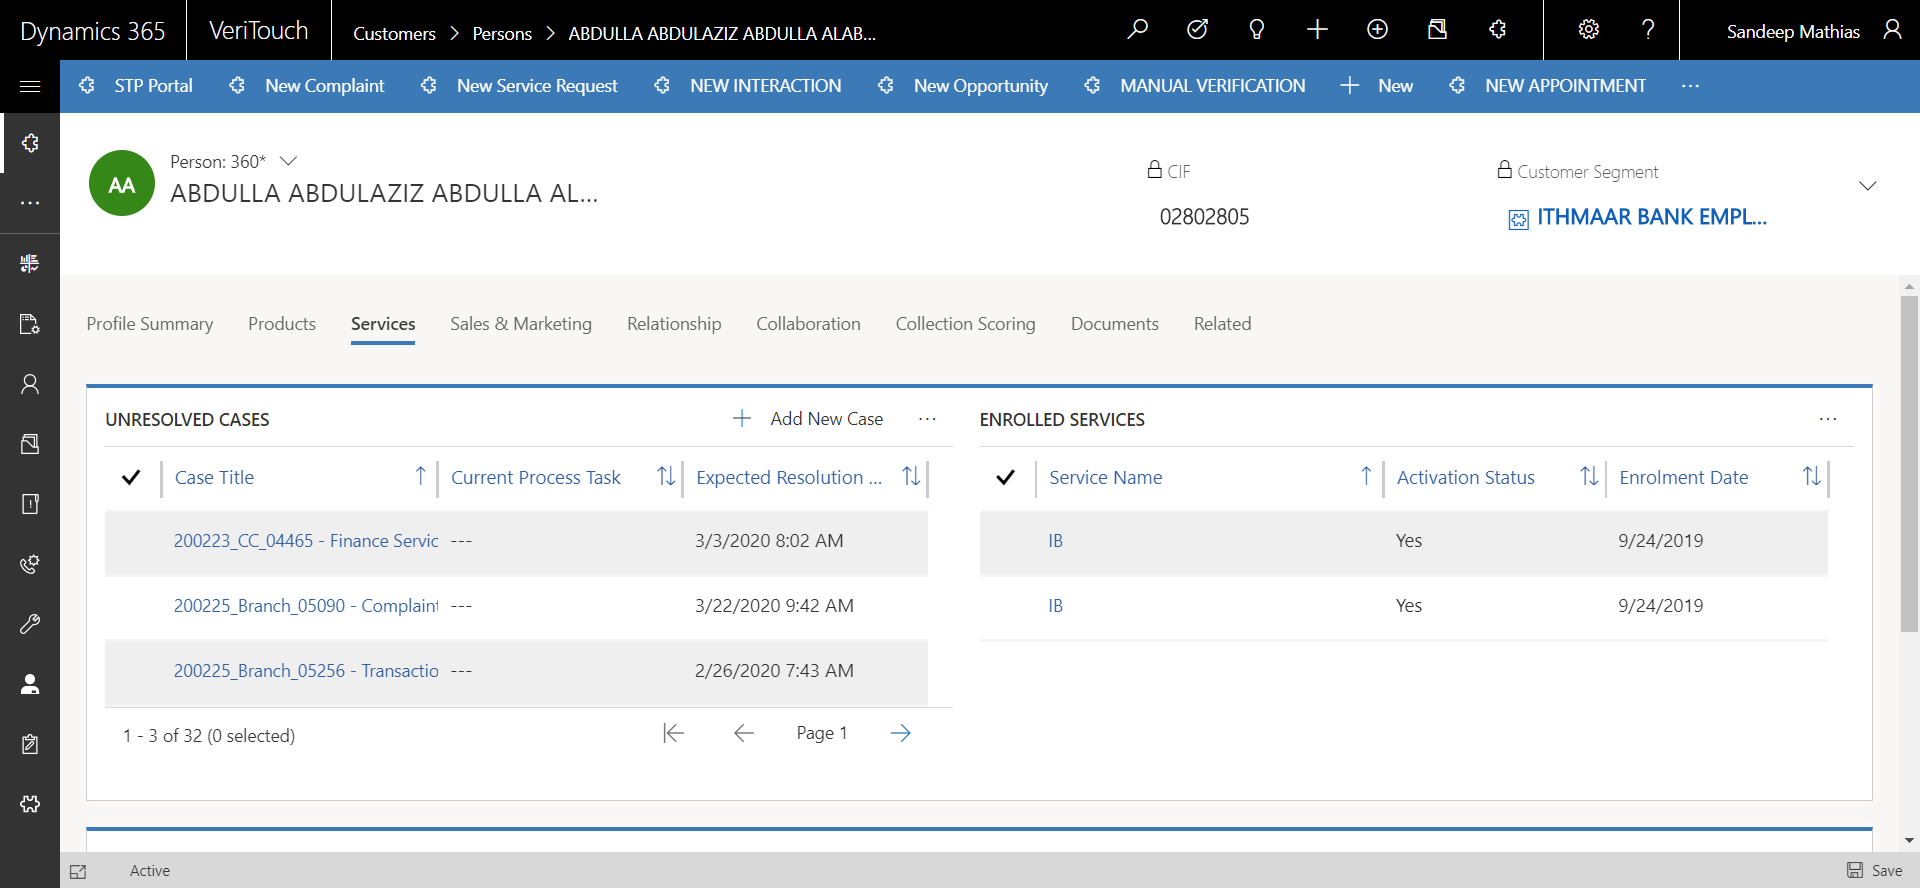 Dynamics 365 VeriTouch Customers > Persons > ABDULLA ABDULAZIZ ABDULLA ALAB... Sandeep Mathias
STP Portal New Complaint New Service Request NEW INTERACTION New Opportunity MANUAL VERIFICATION New NEW APPOINTMENT ...
AA
Person: 360*
ABDULLA ABDULAZIZ ABDULLA AL...
CIF
02802805
Customer Segment
ITHMAAR BANK EMPL...
Profile Summary Products Services Sales & Marketing Relationship Collaboration Collection Scoring Documents Related
UNRESOLVED CASES Add New Case ...
Case Title Current Process Task Expected Resolution ...
200223_CC_04465 - Finance Servic --- 3/3/2020 8:02 AM
200225_Branch_05090 - Complaint --- 3/22/2020 9:42 AM
200225_Branch_05256 - Transactio --- 2/26/2020 7:43 AM
1 - 3 of 32 (0 selected) Page 1
ENROLLED SERVICES ...
Service Name Activation Status Enrolment Date
IB Yes 9/24/2019
IB Yes 9/24/2019
Active Save